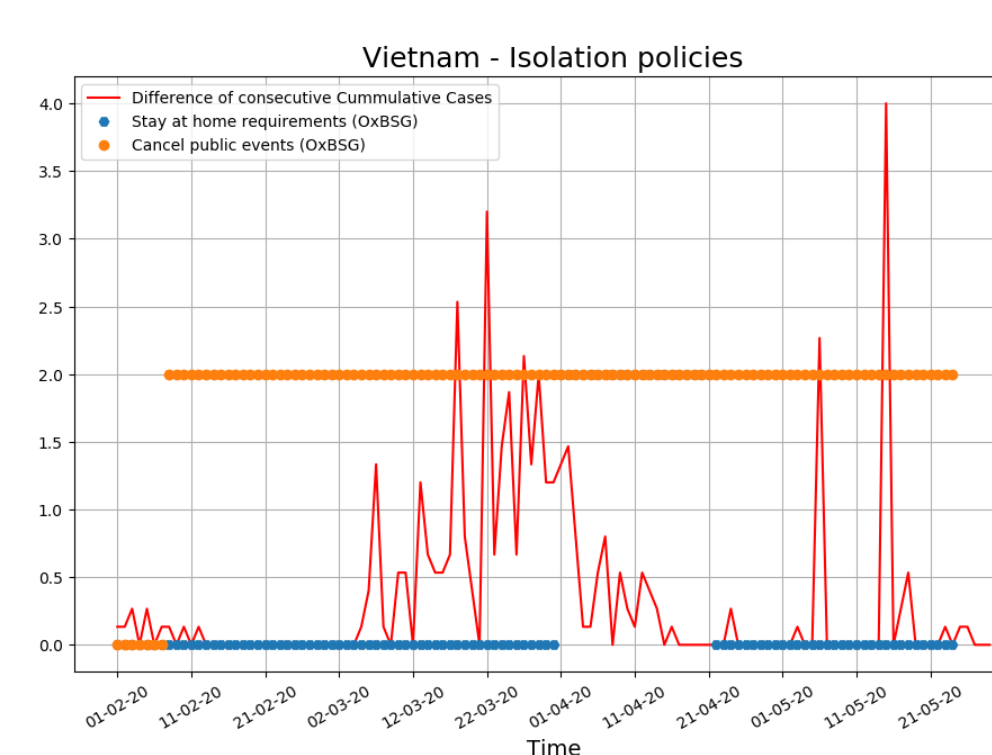 Vietnam - Isolation policies
Difference of consecutive Cummulative Cases
Stay at home requirements (OxBSG)
Cancel public events (OxBSG)
4.0
3.5
3.0
2.5
2.0
1.5
1.0
0.5
0.0
01-02-20 11-02-20 21-02-20 02-03-20 12-03-20 22-03-20 01-04-20 11-04-20 21-04-20 01-05-20 11-05-20 21-05-20
Time